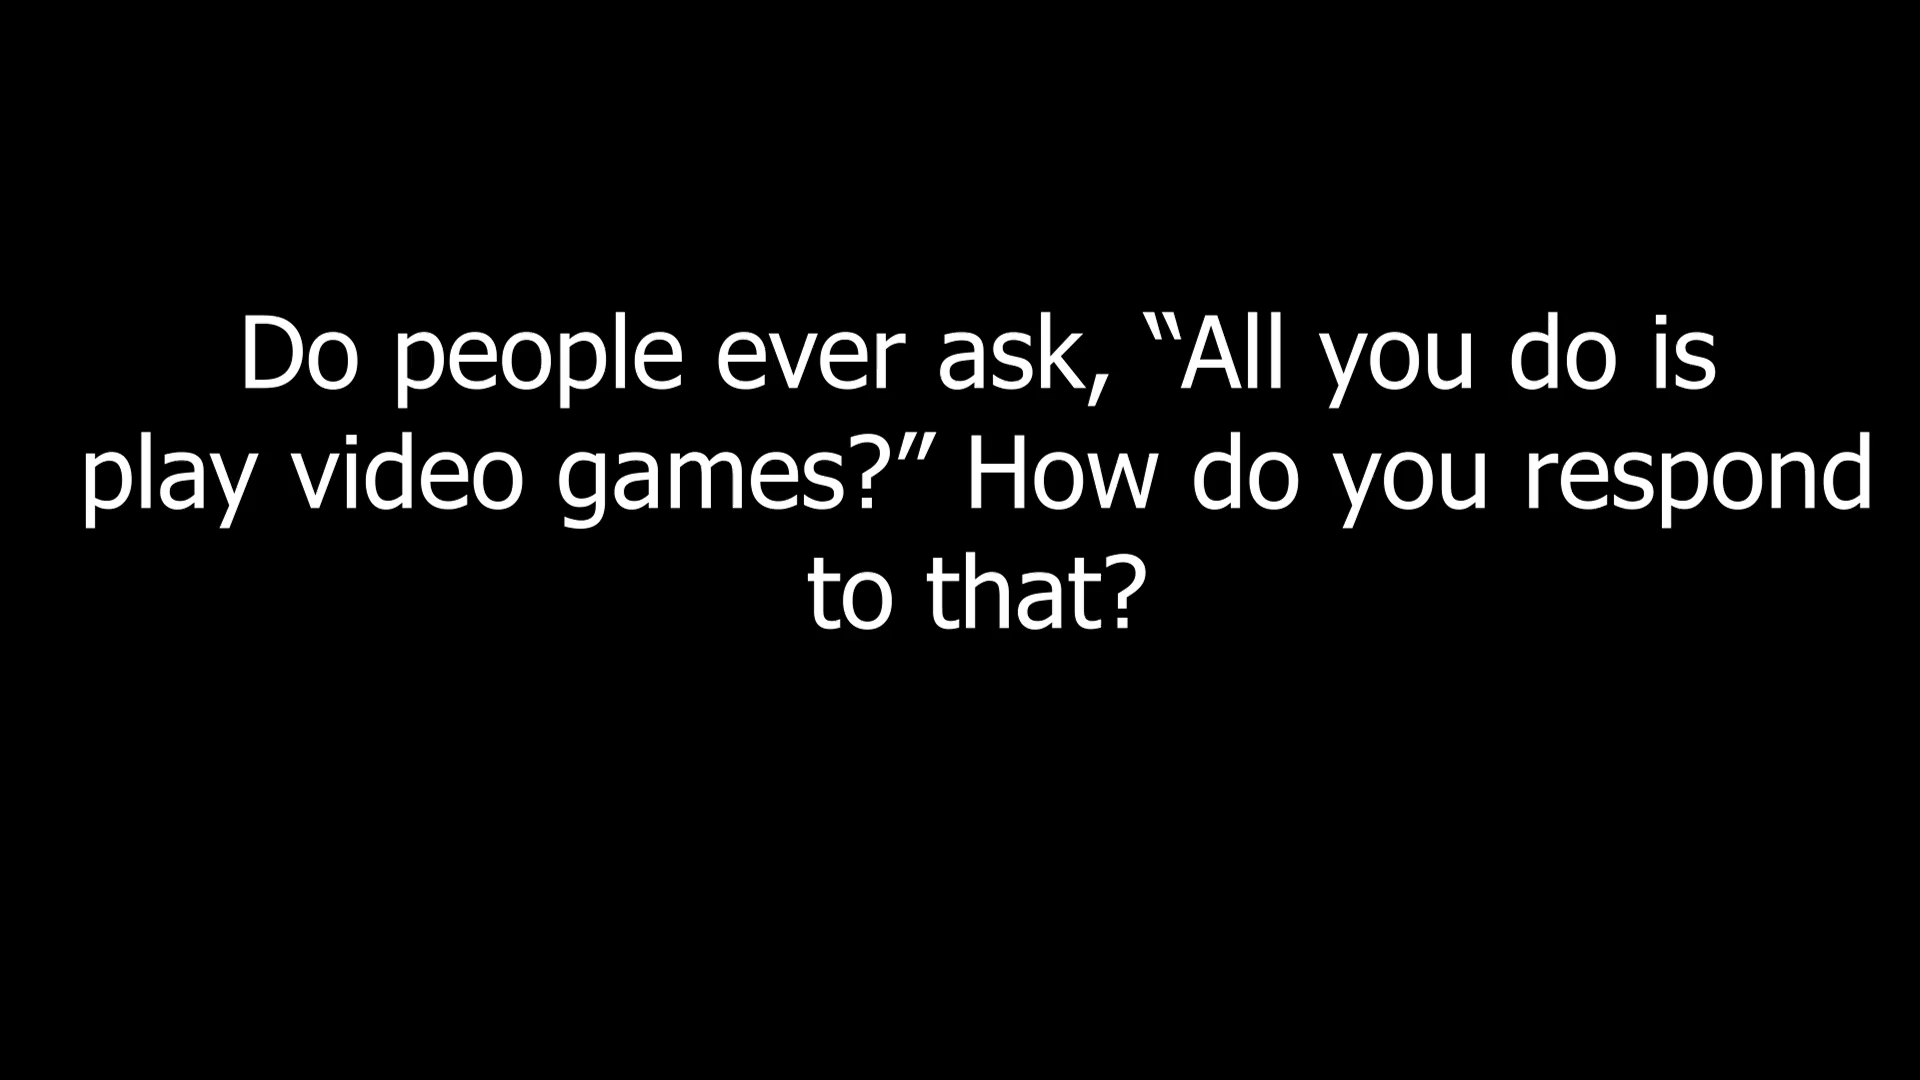 Do people ever ask, “All you do is
play video games?” How do you respond
to that?